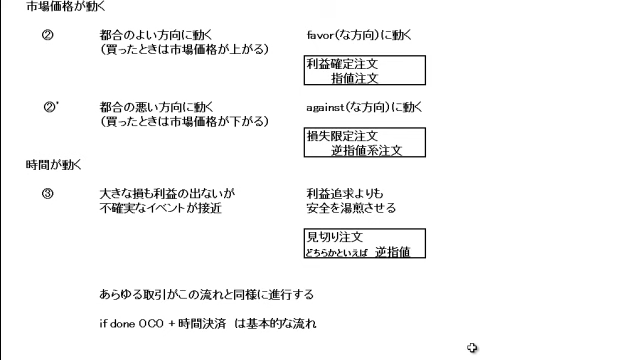 市場価格が動く
② 都合のよい方向に動く favor(な方向)に動く
(買ったときは市場価格が上がる)
利益確定注文
指値注文
②' 都合の悪い方向に動く against(な方向)に動く
(買ったときは市場価格が下がる)
損失限定注文
逆指値系注文
時間が動く
③ 大きな損も利益の出ないが 利益追求よりも
不確実なイベントが接近 安全を湯煎させる
見切り注文
どちらかといえば 逆指値
あらゆる取引がこの流れと同様に進行する
if done OCO +時間決済 は基本的な流れ